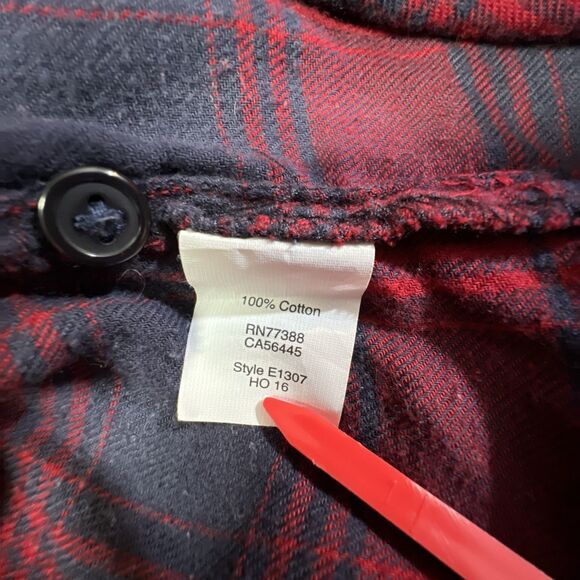 100% Cotton
RN77388
CA56445
Style E1307
HO 16